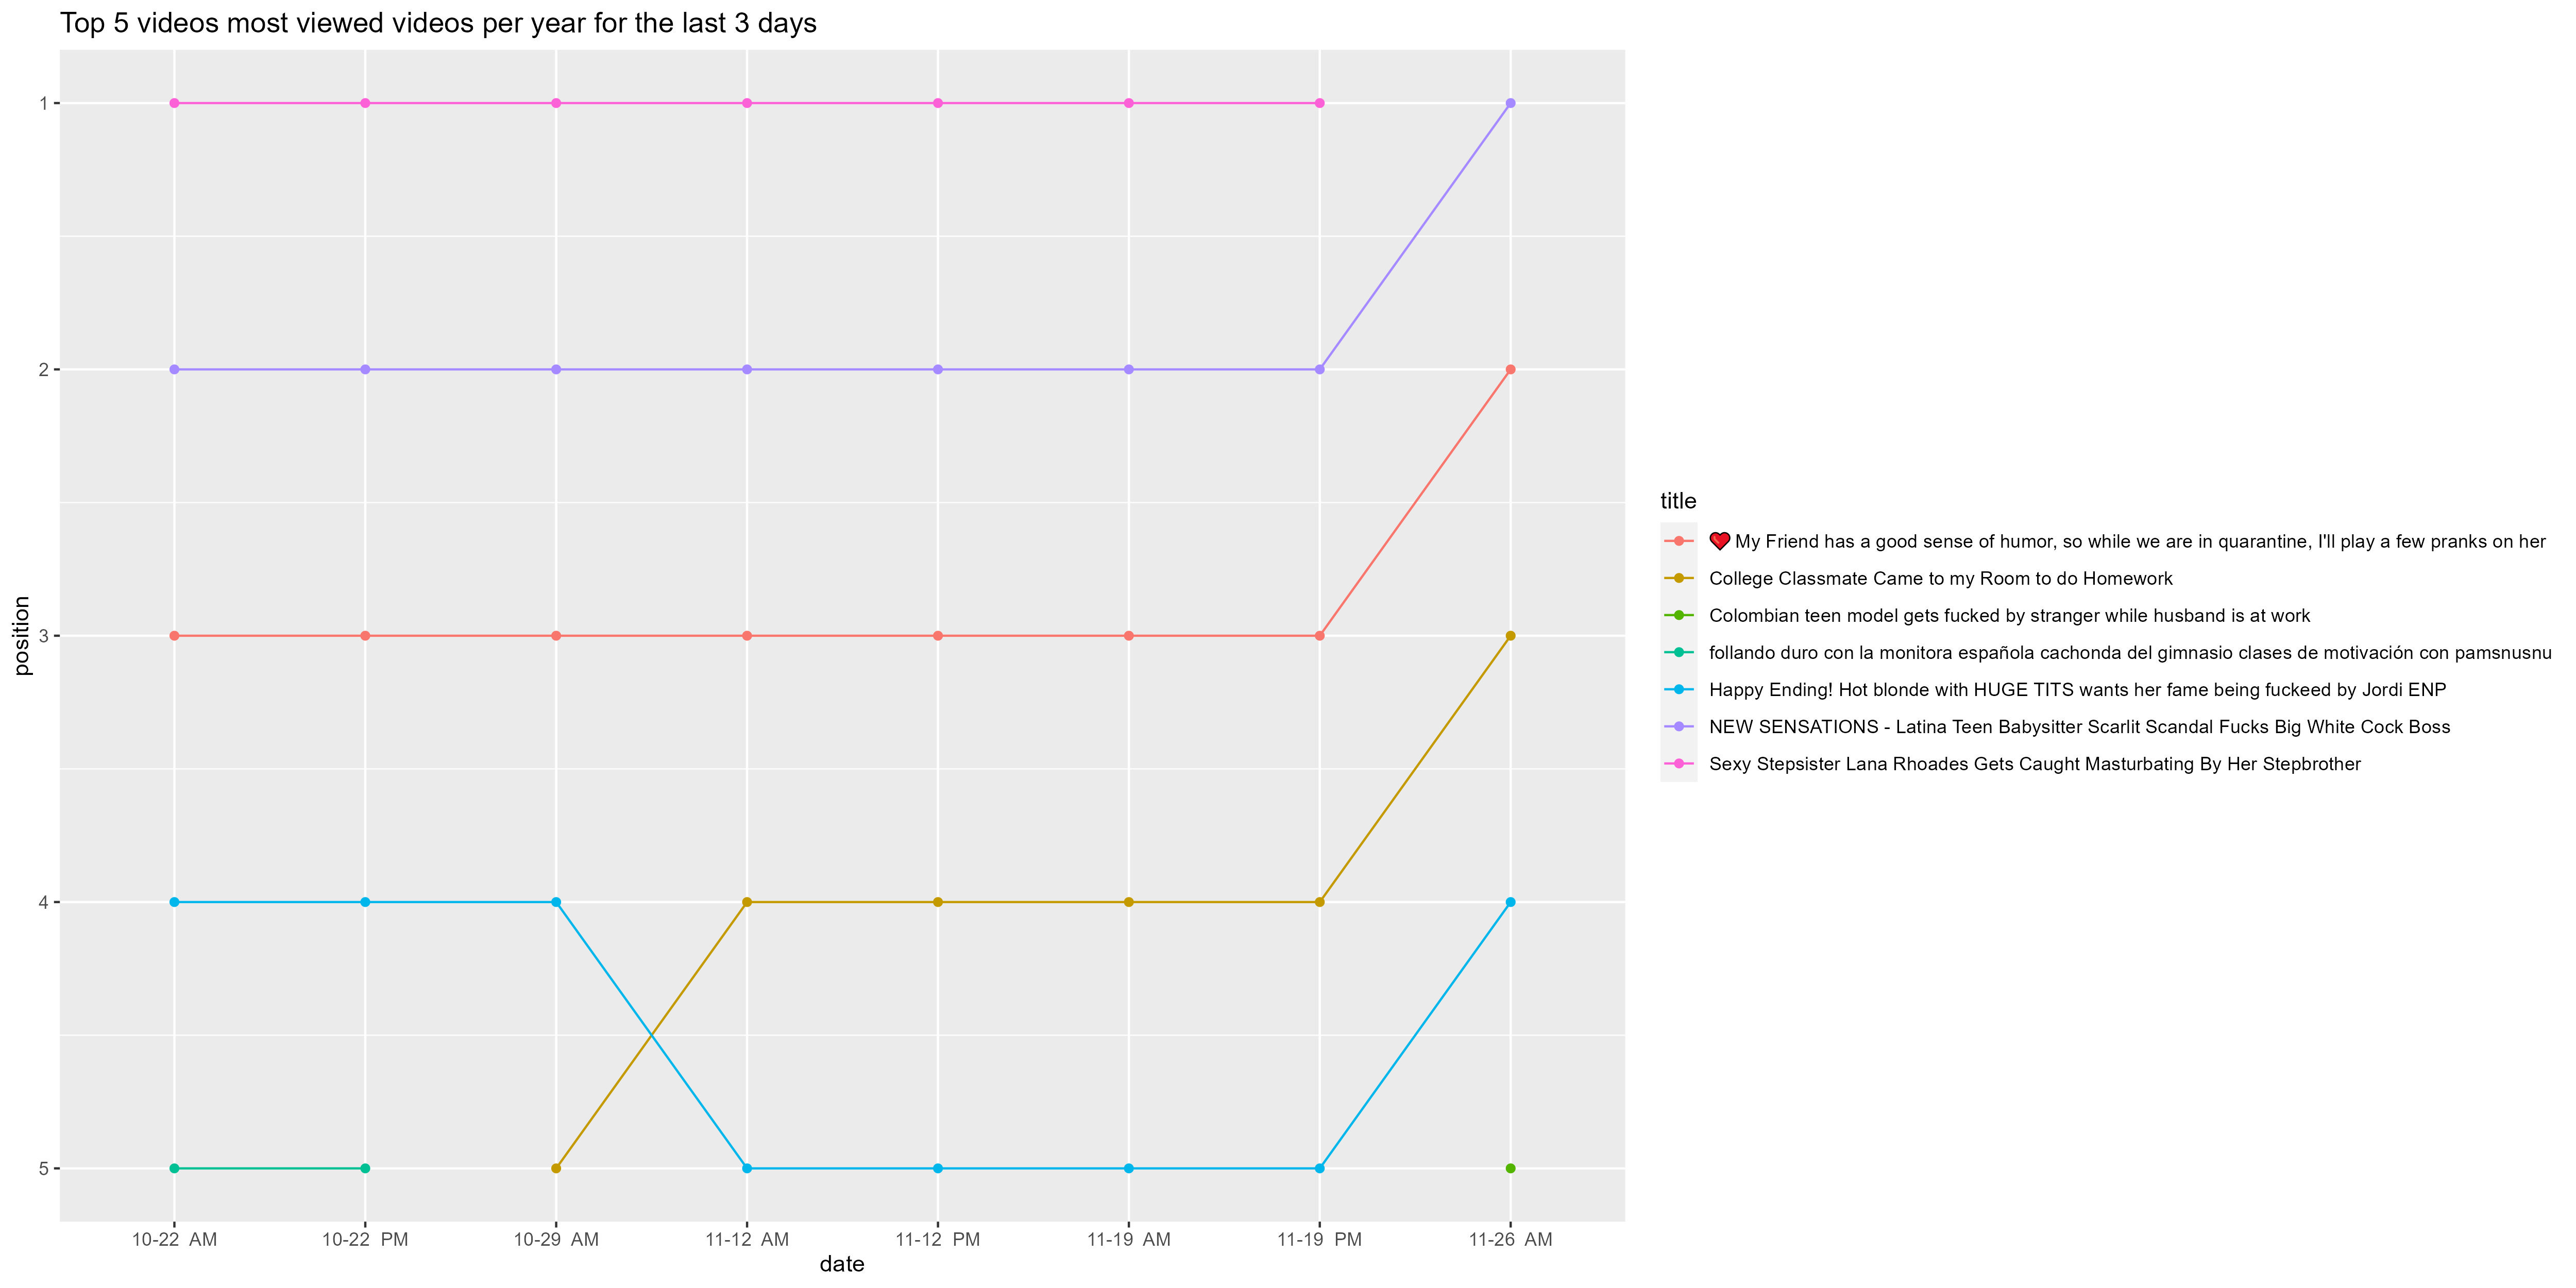 Top 5 videos most viewed videos per year for the last 3 days
position
1
2
3
4
5
10-22 AM
10-22 PM
10-29 AM
11-12 AM
11-12 PM
11-19 AM
11-19 PM
11-26 AM
date
title
❤️ My Friend has a good sense of humor, so while we are in quarantine, I'll play a few pranks on her
College Classmate Came to my Room to do Homework
Colombian teen model gets fucked by stranger while husband is at work
follando duro con la monitora española cachonda del gimnasio clases de motivación con pamsnusnu
Happy Ending! Hot blonde with HUGE TITS wants her fame being fuckeed by Jordi ENP
NEW SENSATIONS - Latina Teen Babysitter Scarlit Scandal Fucks Big White Cock Boss
Sexy Stepsister Lana Rhoades Gets Caught Masturbating By Her Stepbrother